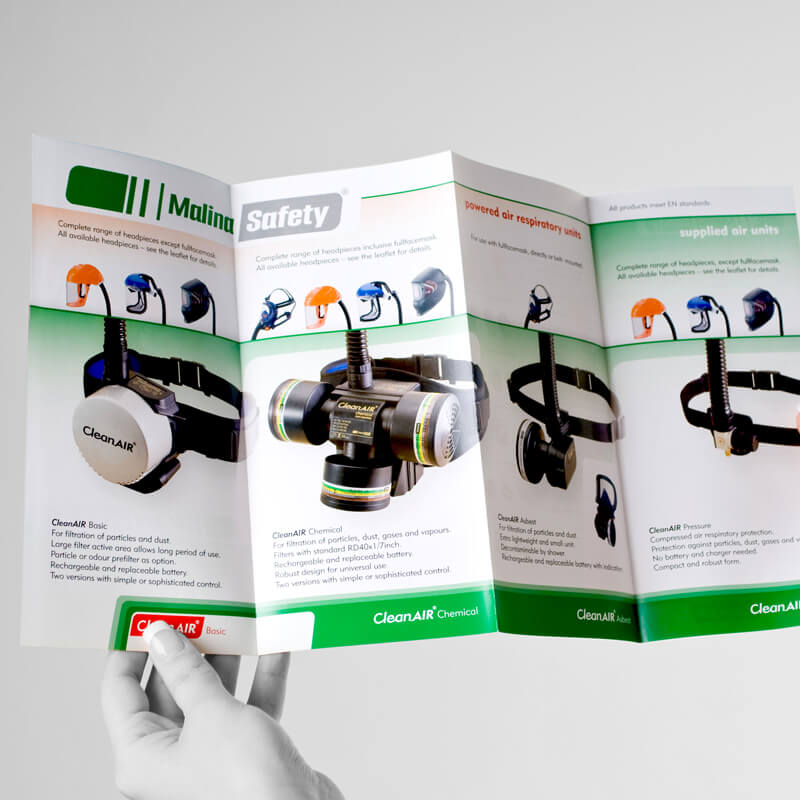 Malina
Safety®
Complete range of headpieces except fullfacemask.
All available headpieces – see the leaflet for details.
CleanAIR®
CleanAIR Basic
For filtration of particles and dust.
Large filter active area allows long period of use.
Particle or odour prefilter as option.
Rechargeable and replaceable battery.
Two versions with simple or sophisticated control.
CleanAIR® Basic
Complete range of headpieces inclusive fullfacemask.
All available headpieces – see the leaflet for details.
CleanAIR®
chemical
CleanAIR Chemical
For filtration of particles, dust, gases and vapours.
Filters with standard RD40x1/7inch.
Rechargeable and replaceable battery.
Robust design for universal use.
Two versions with simple or sophisticated control.
CleanAIR® Chemical
powered air respiratory units
For use with fullfacemask, directly or belt- mounted.
CleanAIR Asbest
For filtration of particles and dust.
Extra lightweight and small unit.
Decontaminable by shower.
Rechargeable and replaceable battery with indication
CleanAIR® Asbest
All products meet EN standards.
supplied air units
Complete range of headpieces, except fullfacemask.
All available headpieces – see the leaflet for details.
CleanAIR Pressure
Compressed air respiratory protection.
Protection against particles, dust, gases and v
No battery and charger needed.
Compact and robust form.
CleanAI